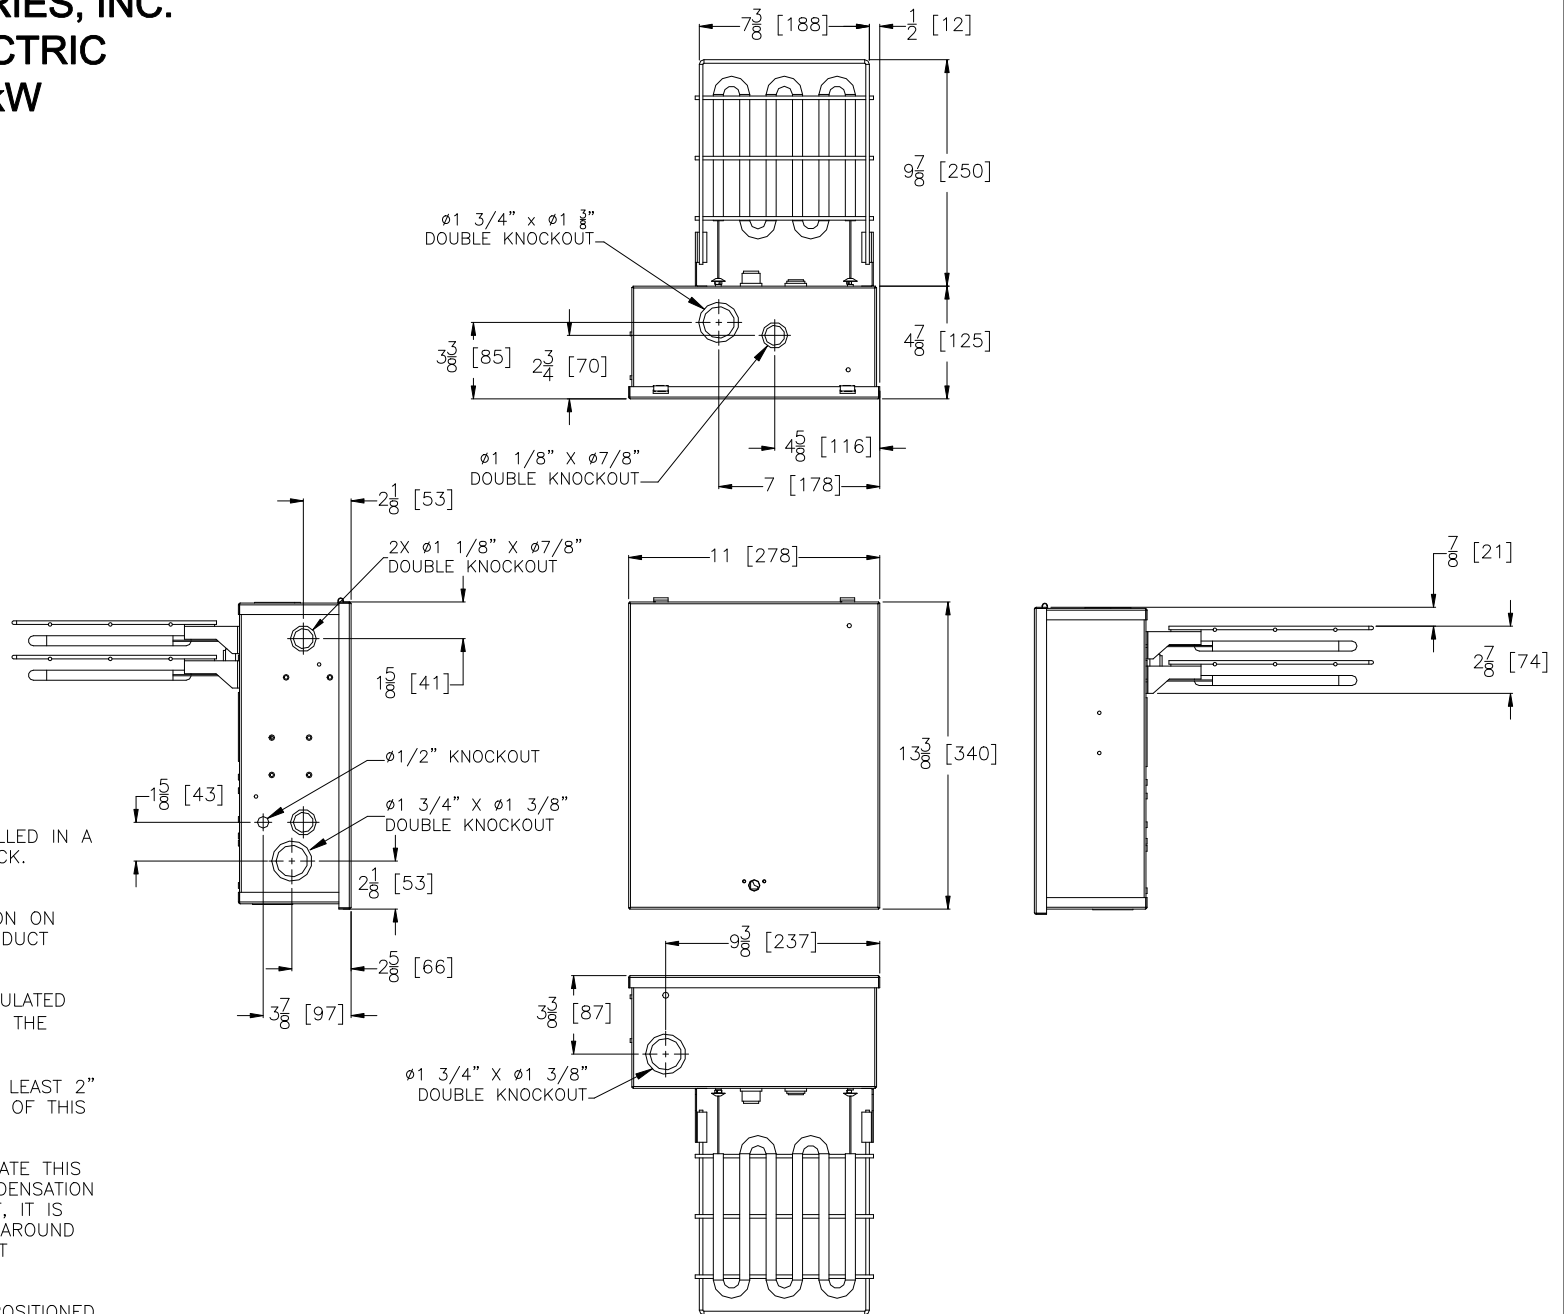 RIES, INC.
CTRIC
kW
7 3/8 [188]
1/2 [12]
9 7/8 [250]
ø1 3/4" x ø1 3/8"
DOUBLE KNOCKOUT
3 3/8 [85]
2 3/4 [70]
4 7/8 [125]
4 5/8 [116]
ø1 1/8" X ø7/8"
DOUBLE KNOCKOUT
7 [178]
2 1/8 [53]
2X ø1 1/8" X ø7/8"
DOUBLE KNOCKOUT
11 [278]
7/8 [21]
1 5/8 [41]
2 7/8 [74]
ø1/2" KNOCKOUT
13 3/8 [340]
1 5/8 [43]
ø1 3/4" X ø1 3/8"
DOUBLE KNOCKOUT
2 1/8 [53]
2 5/8 [66]
3 7/8 [97]
9 3/8 [237]
3 3/8 [87]
ø1 3/4" X ø1 3/8"
DOUBLE KNOCKOUT
LLED IN A
CK.
ON ON
DUCT
ULATED
THE
LEAST 2"
OF THIS
ATE THIS
DENSATION
, IT IS
AROUND
T
POSITIONED